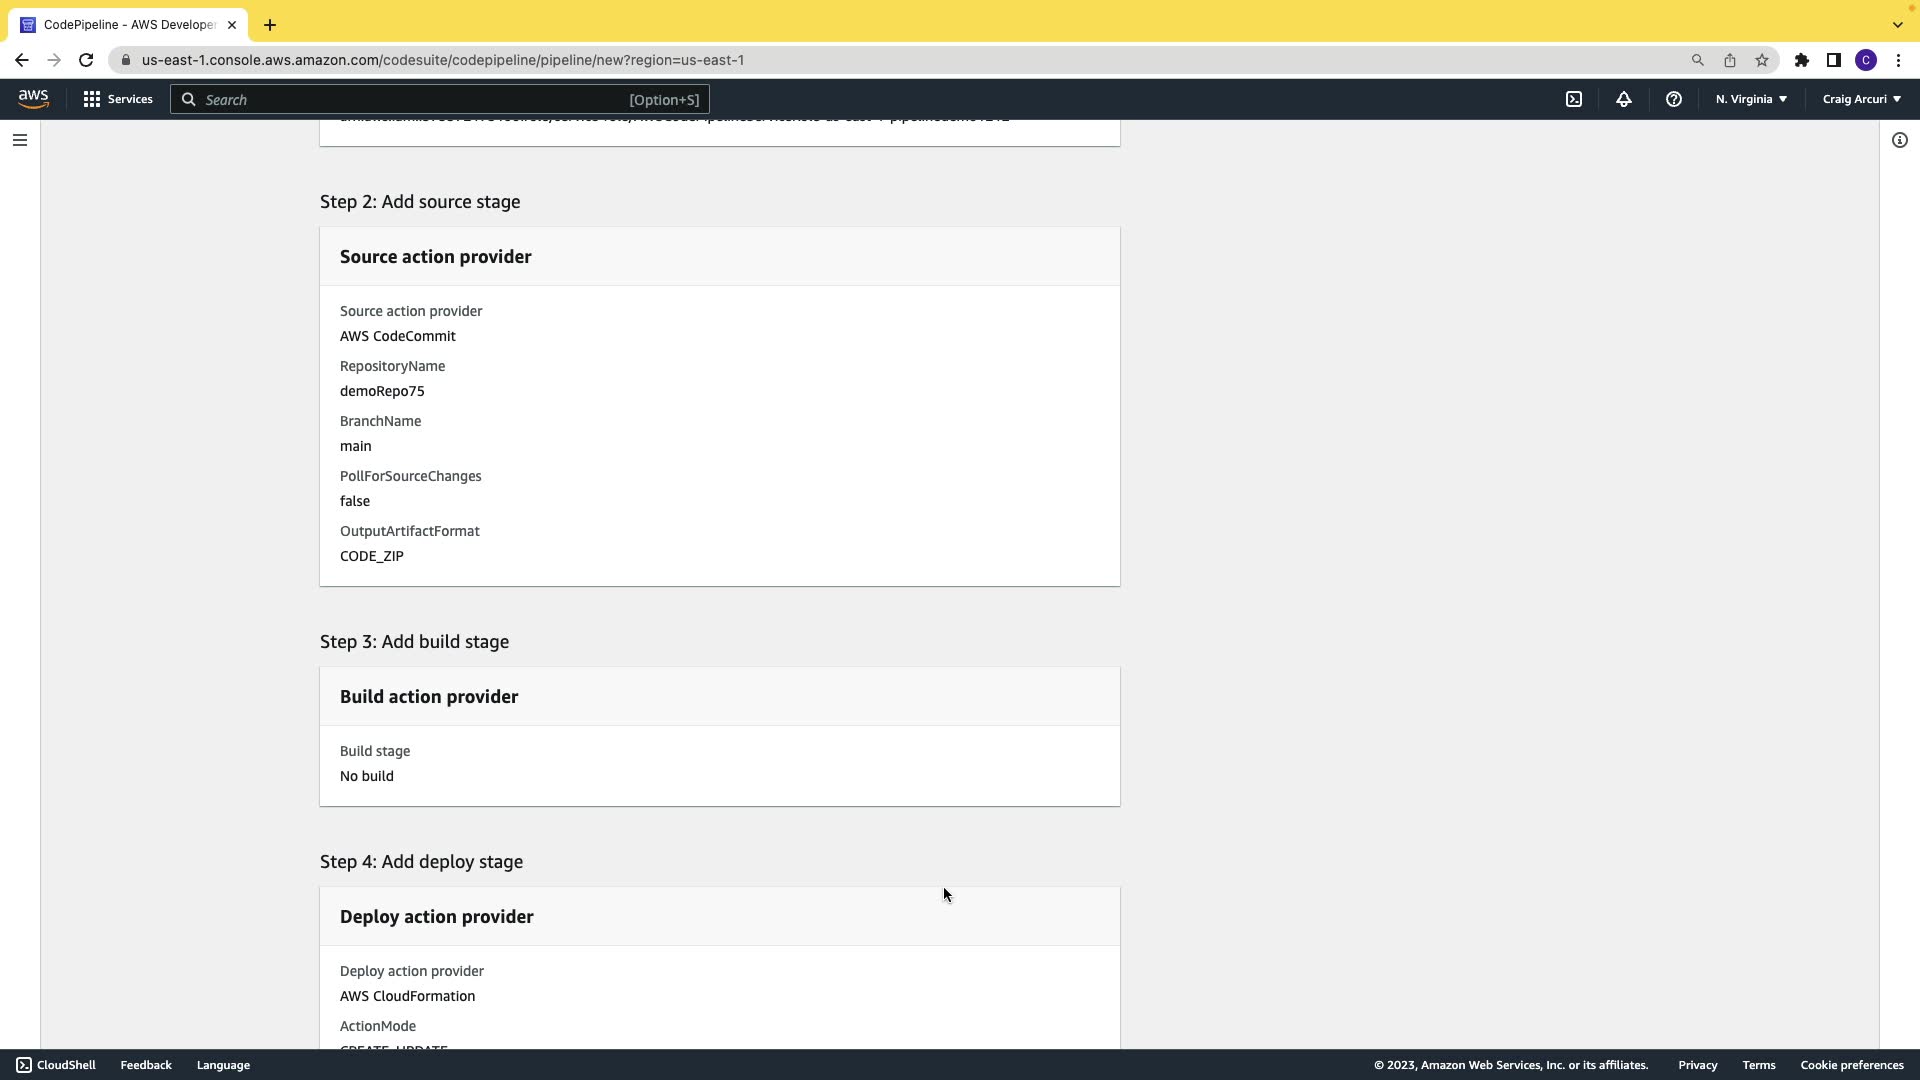 CodePipeline - AWS Developer
us-east-1.console.aws.amazon.com/codesuite/codepipeline/pipeline/new?region=us-east-1
C
aws
Services
Search
[Option+S]
N. Virginia
Craig Arcuri
Step 2: Add source stage
Source action provider
Source action provider
AWS CodeCommit
RepositoryName
demoRepo75
BranchName
main
PollForSourceChanges
false
OutputArtifactFormat
CODE_ZIP
Step 3: Add build stage
Build action provider
Build stage
No build
Step 4: Add deploy stage
Deploy action provider
Deploy action provider
AWS CloudFormation
ActionMode
CREATE_UPDATE
CloudShell
Feedback
Language
© 2023, Amazon Web Services, Inc. or its affiliates.
Privacy
Terms
Cookie preferences